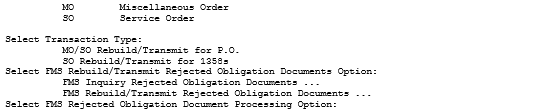 MO Miscellaneous Order
SO Service Order
Select Transaction Type:
MO/SO Rebuild/Transmit for P.O.
SO Rebuild/Transmit for 1358s
Select FMS Rebuild/Transmit Rejected Obligation Documents Option:
FMS Inquiry Rejected Obligation Documents ...
FMS Rebuild/Transmit Rejected Obligation Documents ...
Select FMS Rejected Obligation Document Processing Option: